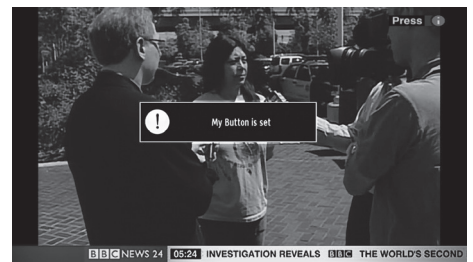 Press i
My Button is set
BBC NEWS 24 05:24 INVESTIGATION REVEALS BBC THE WORLD'S SECOND